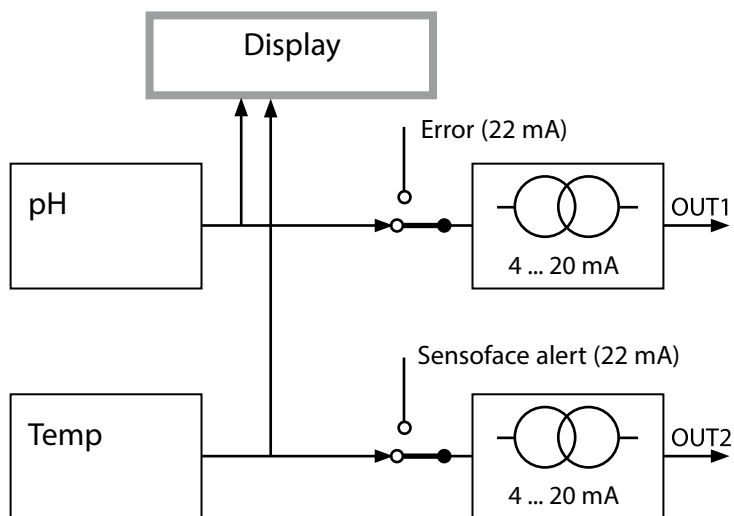 Display
Error (22 mA)
pH
OUT1
4 ... 20 mA
Sensoface alert (22 mA)
Temp
OUT2
4 ... 20 mA